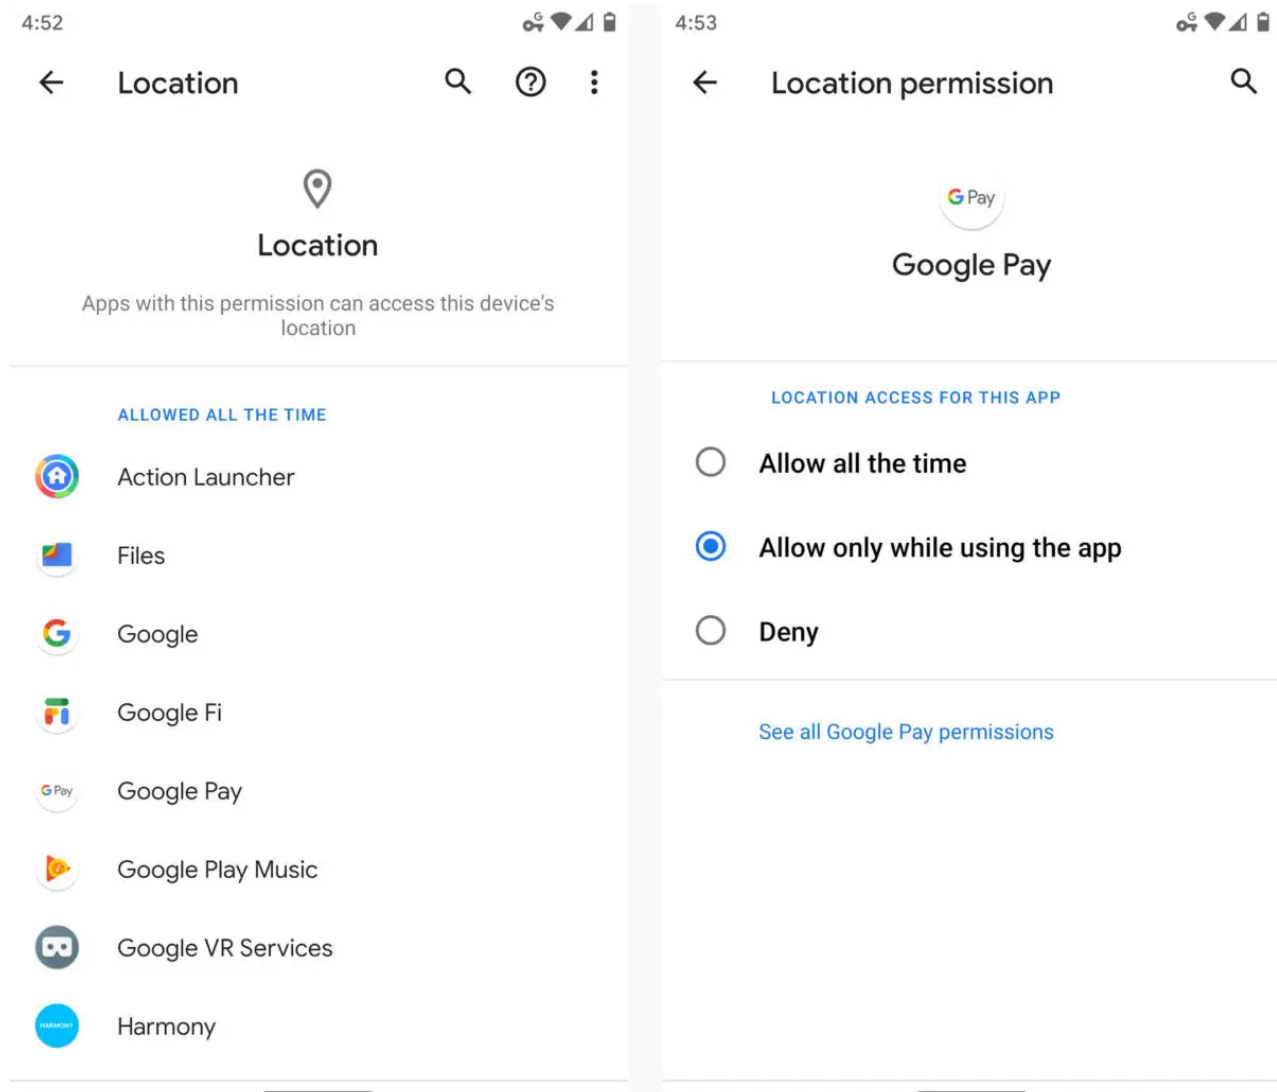 4:52
Location
Location
Apps with this permission can access this device's
location
ALLOWED ALL THE TIME
Action Launcher
Files
Google
Google Fi
G Pay
Google Pay
Google Play Music
Google VR Services
HARMONY
Harmony
4:53
Location permission
G Pay
Google Pay
LOCATION ACCESS FOR THIS APP
Allow all the time
Allow only while using the app
Deny
See all Google Pay permissions